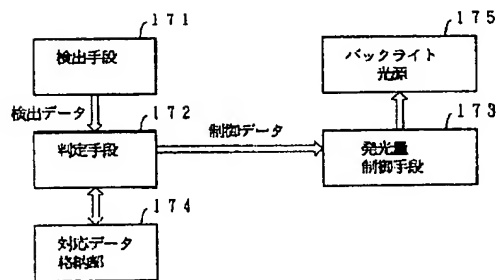 171
検出手段
検出データ
172
判定手段
174
対応データ
格納部
制御データ
175
バックライト
光源
173
発光量
制御手段